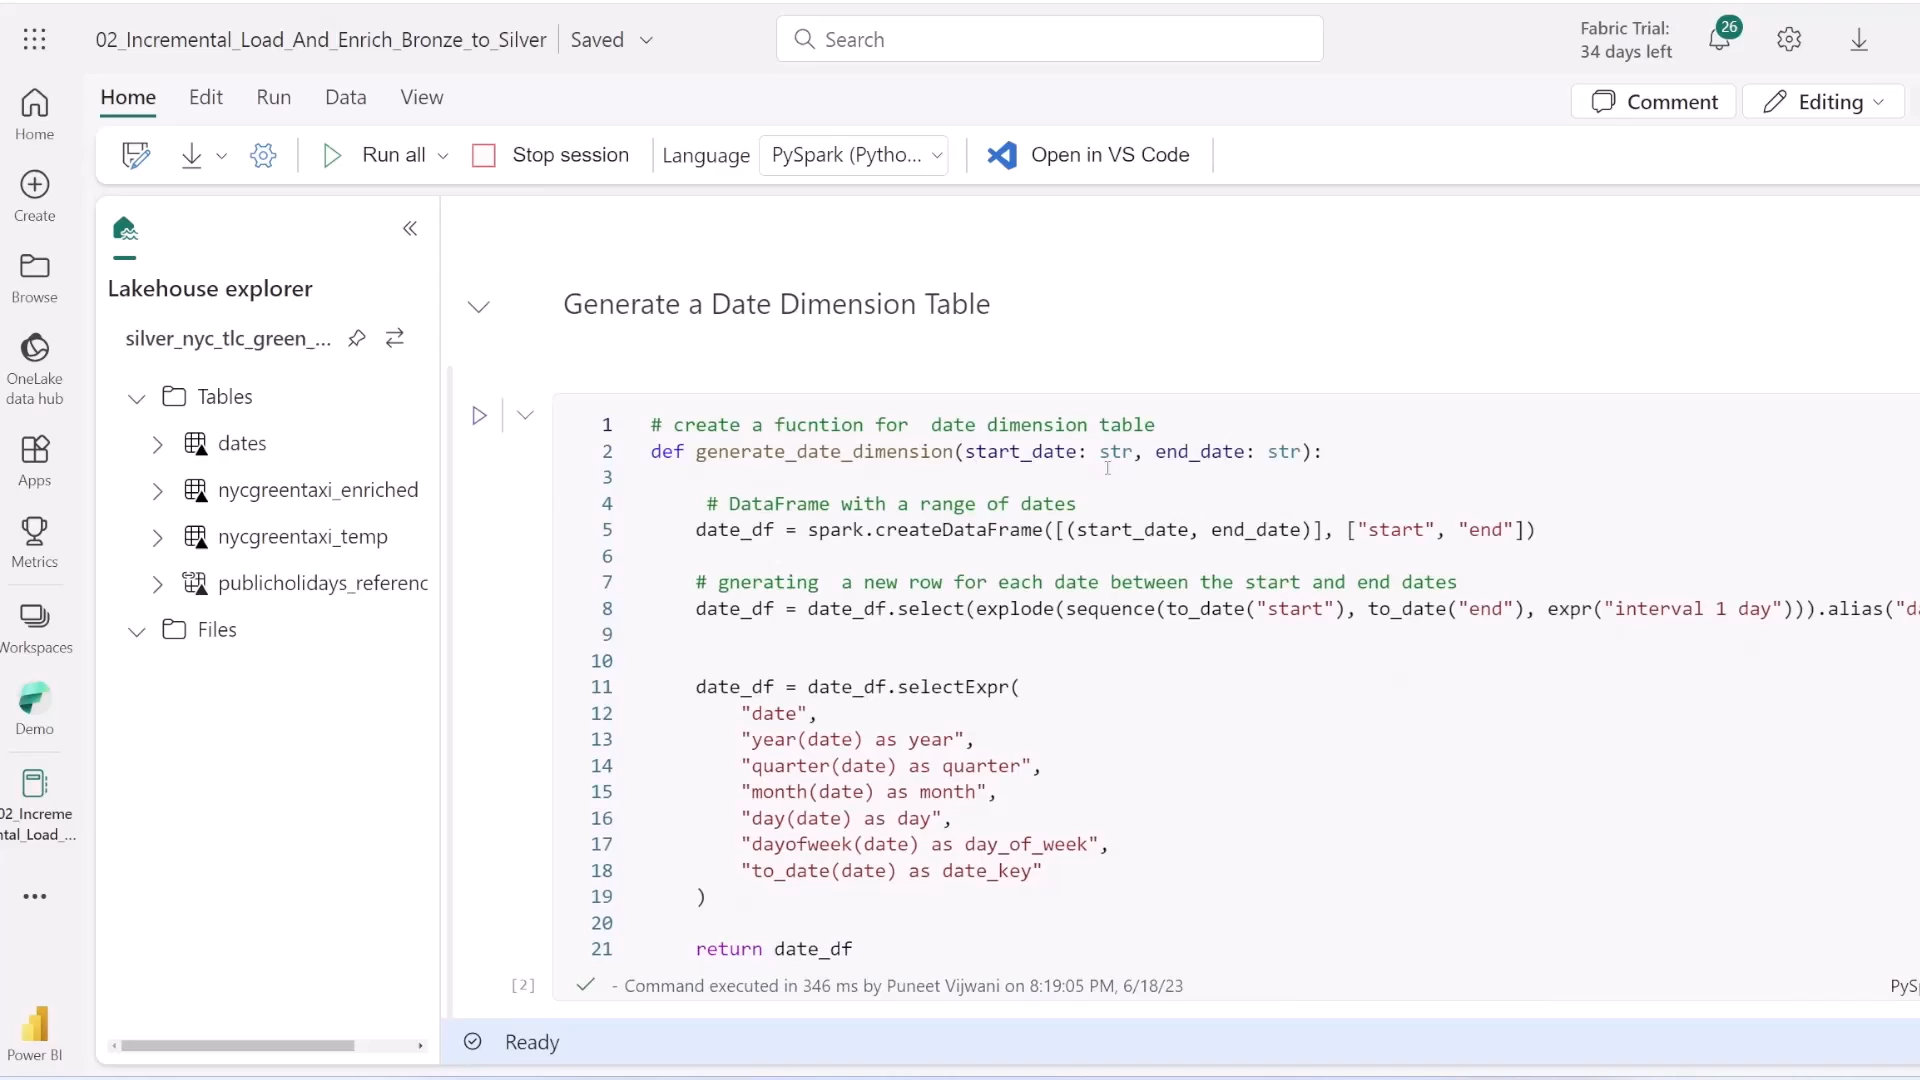 02_Incremental_Load_And_Enrich_Bronze_to_Silver
Saved
Search
Fabric Trial:
34 days left
26
Home
Edit
Run
Data
View
Comment
Editing
Run all
Stop session
Language
PySpark (Pytho...
Open in VS Code
Home
Create
Browse
OneLake
data hub
Apps
Metrics
Workspaces
Demo
02_Increme
ntal_Load_...
Power BI
Lakehouse explorer
silver_nyc_tlc_green_...
Tables
dates
nycgreentaxi_enriched
nycgreentaxi_temp
publicholidays_referenc
Files
Generate a Date Dimension Table
1 # create a fucntion for  date dimension table
2 def generate_date_dimension(start_date: str, end_date: str):
3
4 # DataFrame with a range of dates
5 date_df = spark.createDataFrame([(start_date, end_date)], ["start", "end"])
6
7 # gnerating  a new row for each date between the start and end dates
8 date_df = date_df.select(explode(sequence(to_date("start"), to_date("end"), expr("interval 1 day"))).alias("da
9
10
11 date_df = date_df.selectExpr(
12 "date",
13 "year(date) as year",
14 "quarter(date) as quarter",
15 "month(date) as month",
16 "day(date) as day",
17 "dayofweek(date) as day_of_week",
18 "to_date(date) as date_key"
19 )
20
21 return date_df
[2]
- Command executed in 346 ms by Puneet Vijwani on 8:19:05 PM, 6/18/23
PySp
Ready